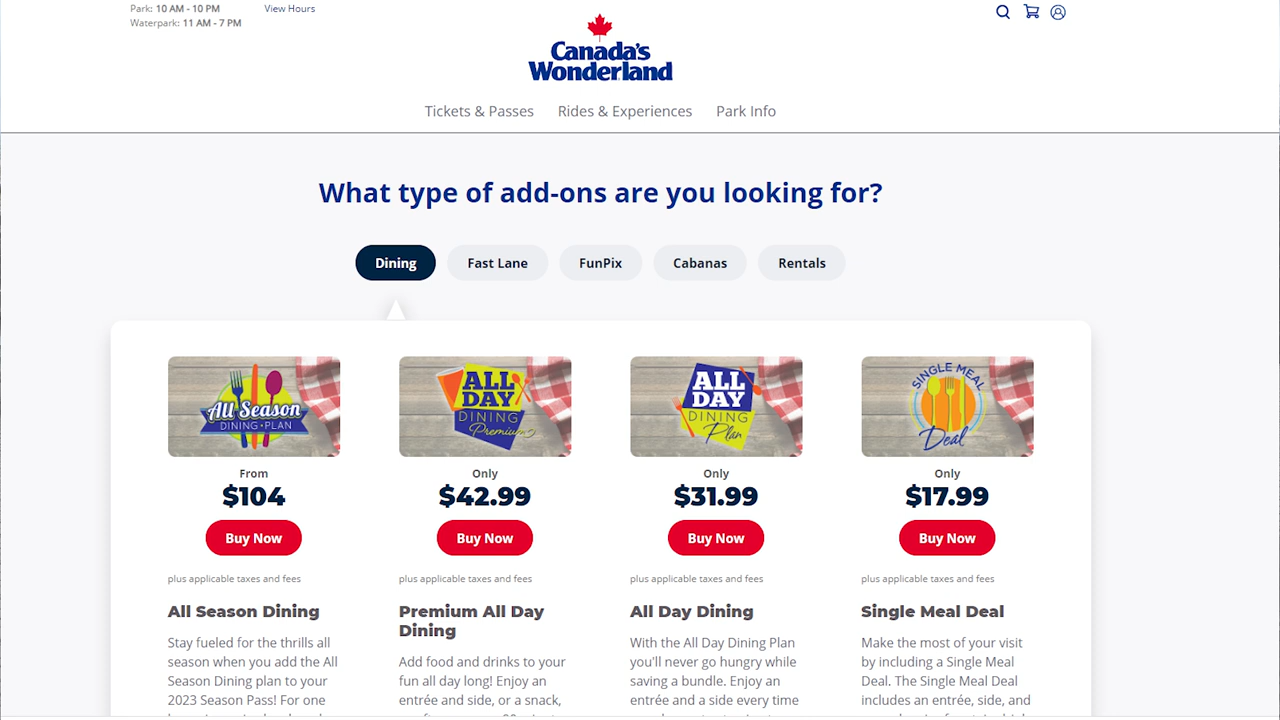 Park: 10 AM - 10 PM
View Hours
Waterpark: 11 AM - 7 PM
Canada's
Wonderland
Tickets & Passes
Rides & Experiences
Park Info
What type of add-ons are you looking for?
Dining
Fast Lane
FunPix
Cabanas
Rentals
All Season
DINING • PLAN
From
$104
Buy Now
plus applicable taxes and fees
All Season Dining
Stay fueled for the thrills all
season when you add the All
Season Dining plan to your
2023 Season Pass! For one
ALL
DAY
DINING
Premium
Only
$42.99
Buy Now
plus applicable taxes and fees
Premium All Day
Dining
Add food and drinks to your
fun all day long! Enjoy an
entrée and side, or a snack,
ALL
DAY
DINING
Plan
Only
$31.99
Buy Now
plus applicable taxes and fees
All Day Dining
With the All Day Dining Plan
you'll never go hungry while
saving a bundle. Enjoy an
entrée and a side every time
SINGLE MEAL
Deal
Only
$17.99
Buy Now
plus applicable taxes and fees
Single Meal Deal
Make the most of your visit
by including a Single Meal
Deal. The Single Meal Deal
includes an entrée, side, and